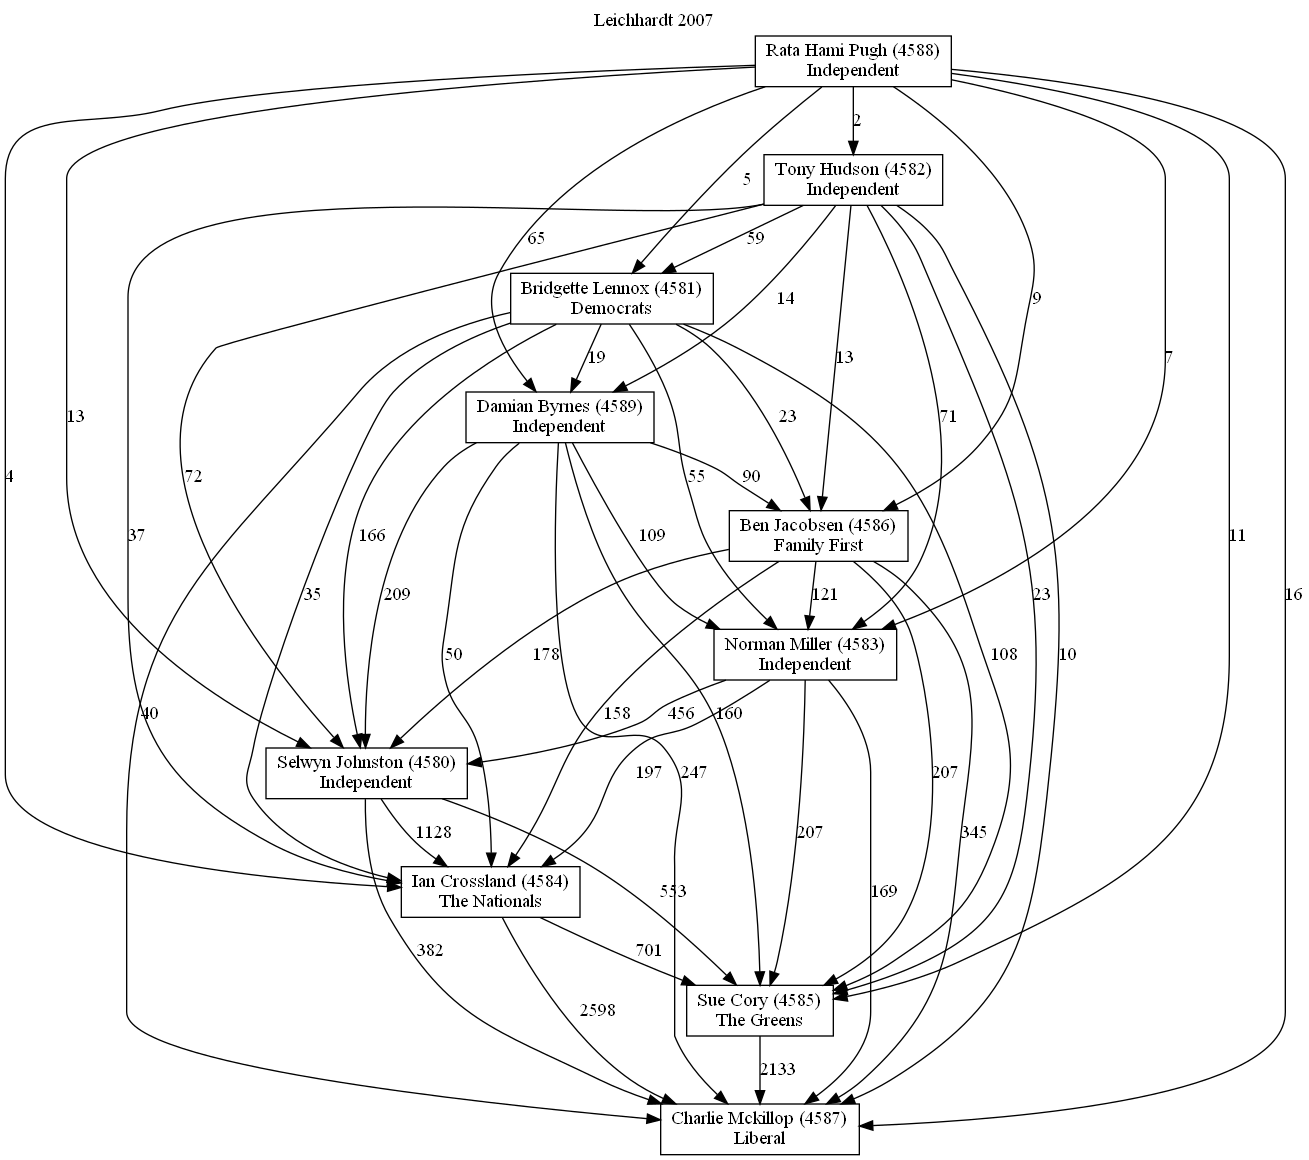 Leichhardt 2007
Rata Hami Pugh (4588)
Independent
2
Tony Hudson (4582)
Independent
5
65
59
14
9
Bridgette Lennox (4581)
Democrats
19
13
7
Damian Byrnes (4589)
Independent
4
13
72
55
23
71
90
37
166
109
11
Ben Jacobsen (4586)
Family First
35
209
121
23
16
Norman Miller (4583)
Independent
40
50
178
158
456
160
108
10
Selwyn Johnston (4580)
Independent
197
247
207
1128
207
345
Ian Crossland (4584)
The Nationals
553
169
382
701
Sue Cory (4585)
The Greens
2598
2133
Charlie Mckillop (4587)
Liberal